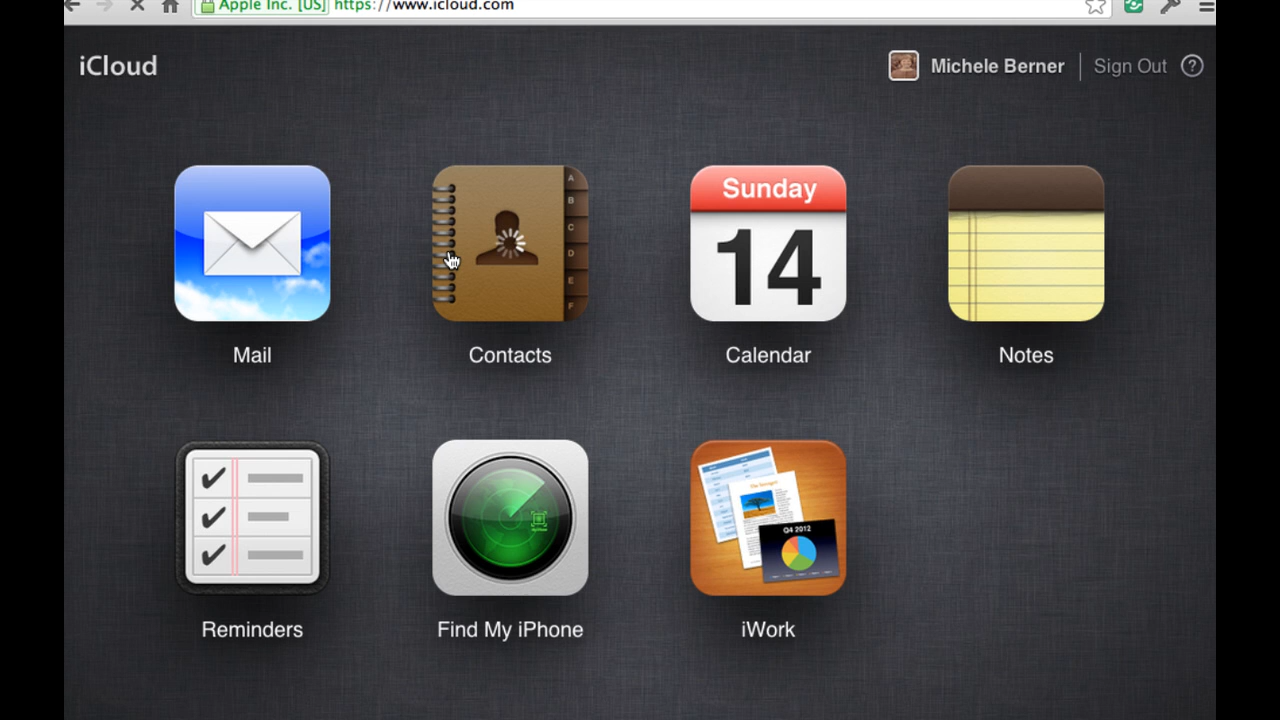 Apple Inc. [US] https://www.icloud.com
iCloud
Michele Berner Sign Out ?
Sunday
14
A
B
C
D
E
F
Mail Contacts Calendar Notes
Q4 2012
Reminders Find My iPhone iWork